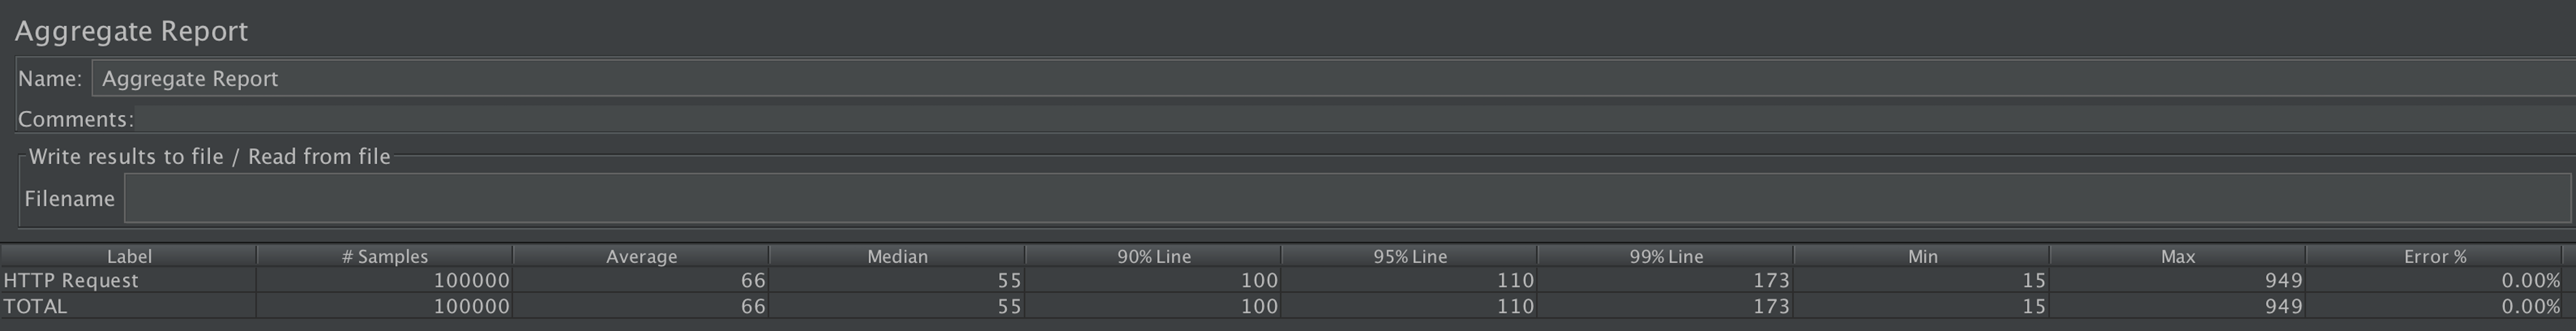 Aggregate Report
Name: Aggregate Report
Comments:
Write results to file / Read from file
Filename
Label # Samples Average Median 90% Line 95% Line 99% Line Min Max Error %
HTTP Request 100000 66 55 100 110 173 15 949 0.00%
TOTAL 100000 66 55 100 110 173 15 949 0.00%